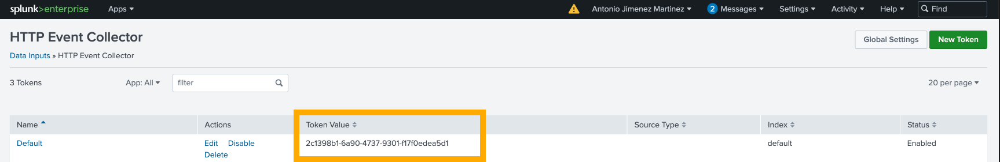 splunk>enterprise Apps Antonio Jimenez Martinez 2 Messages Settings Activity Help Find
HTTP Event Collector
Global Settings New Token
Data Inputs » HTTP Event Collector
3 Tokens App: All filter 20 per page
Name Actions Token Value Source Type Index Status
Default Edit Disable 2c1398b1-6a90-4737-9301-f17f0edea5d1 default Enabled
Delete